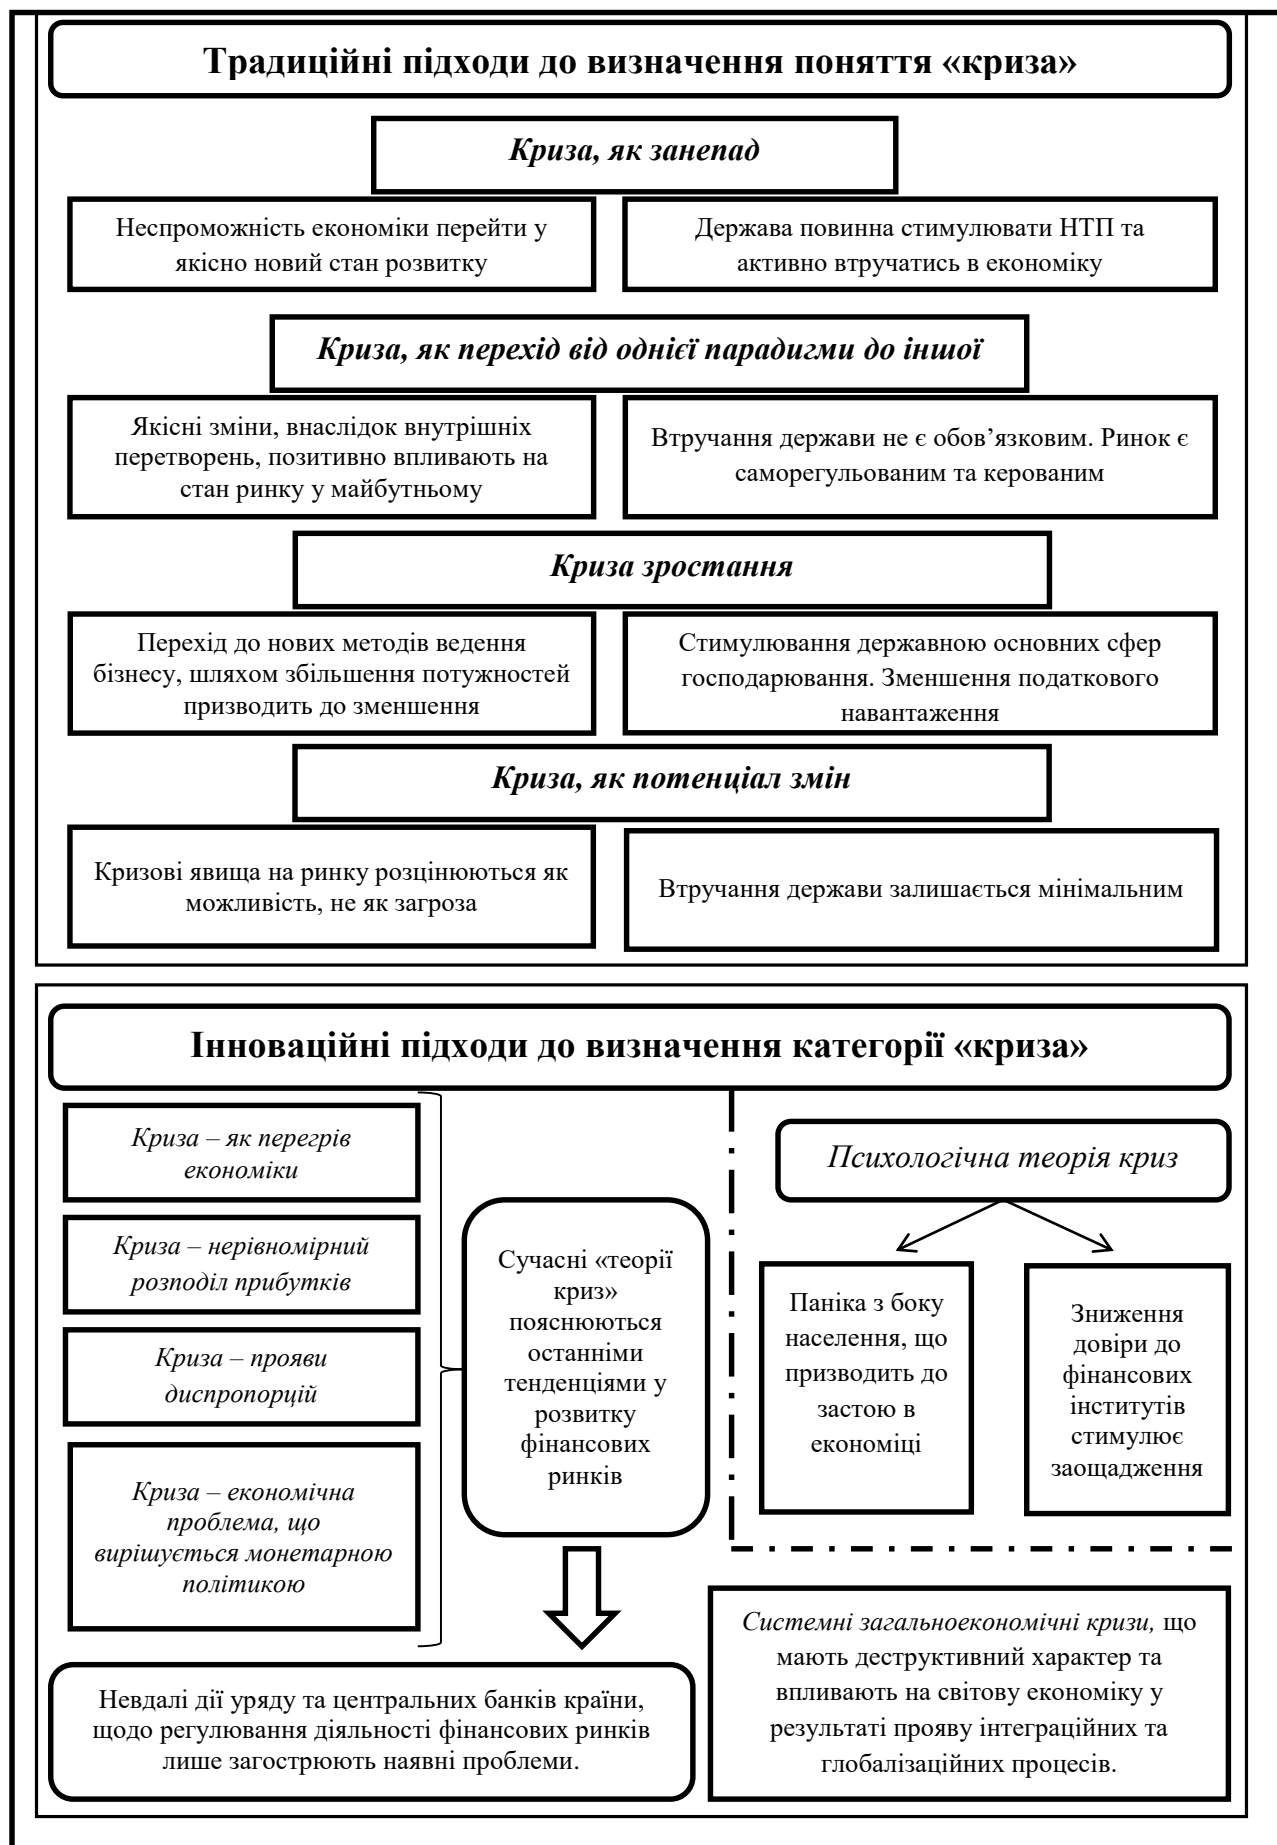 Традиційні підходи до визначення поняття «криза»
Криза, як занепад
Неспроможність економіки перейти у
якісно новий стан розвитку
Держава повинна стимулювати НТП та
активно втручатись в економіку
Криза, як перехід від однієї парадигми до іншої
Якісні зміни, внаслідок внутрішніх
перетворень, позитивно впливають на
стан ринку у майбутньому
Втручання держави не є обов’язковим. Ринок є
саморегульованим та керованим
Криза зростання
Перехід до нових методів ведення
бізнесу, шляхом збільшення потужностей
призводить до зменшення
Стимулювання державною основних сфер
господарювання. Зменшення податкового
навантаження
Криза, як потенціал змін
Кризові явища на ринку розцінюються як
можливість, не як загроза
Втручання держави залишається мінімальним
Інноваційні підходи до визначення категорії «криза»
Криза – як перегрів
економіки
Криза – нерівномірний
розподіл прибутків
Криза – прояви
диспропорцій
Криза – економічна
проблема, що
вирішується монетарною
політикою
Сучасні «теорії
криз»
пояснюються
останніми
тенденціями у
розвитку
фінансових
ринків
Психологічна теорія криз
Паніка з боку
населення, що
призводить до
застою в
економіці
Зниження
довіри до
фінансових
інститутів
стимулює
заощадження
Невдалі дії уряду та центральних банків країни,
щодо регулювання діяльності фінансових ринків
лише загострюють наявні проблеми.
Системні загальноекономічні кризи, що
мають деструктивний характер та
впливають на світову економіку у
результаті прояву інтеграційних та
глобалізаційних процесів.